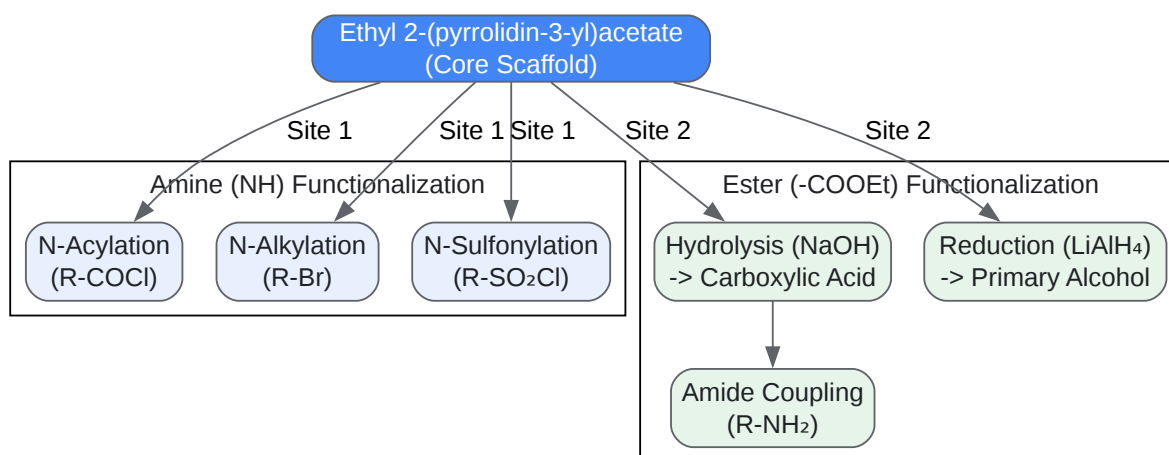 Ethyl 2-(pyrrolidin-3-yl)acetate
(Core Scaffold)
Site 1
Site 1
Site 1
Site 2
Site 2
Amine (NH) Functionalization
Ester (-COOEt) Functionalization
N-Acylation
(R-COCl)
N-Alkylation
(R-Br)
N-Sulfonylation
(R-SO₂Cl)
Hydrolysis (NaOH)
-> Carboxylic Acid
Reduction (LiAlH₄)
-> Primary Alcohol
Amide Coupling
(R-NH₂)